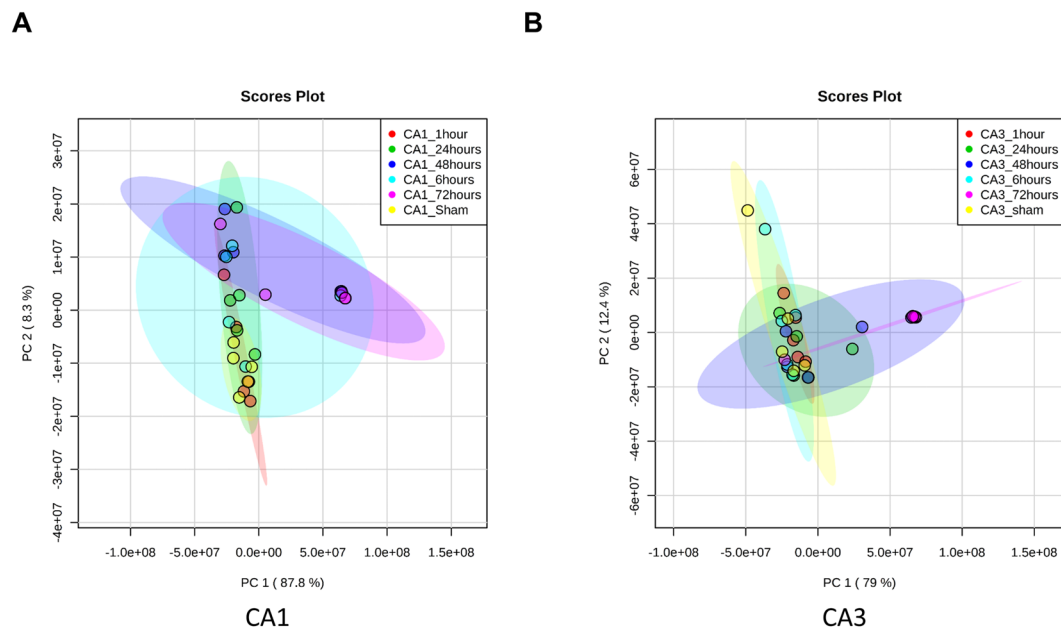 A
B
Scores Plot
CA1_1hour
CA1_24hours
CA1_48hours
CA1_6hours
CA1_72hours
CA1_Sham
PC 2 ( 8.3 %)
3e+07
2e+07
1e+07
0e+00
-1e+07
-2e+07
-3e+07
-4e+07
-1.0e+08 -5.0e+07 0.0e+00 5.0e+07 1.0e+08 1.5e+08
PC 1 ( 87.8 %)
CA1
Scores Plot
CA3_1hour
CA3_24hours
CA3_48hours
CA3_6hours
CA3_72hours
CA3_sham
PC 2 ( 12.4 %)
6e+07
4e+07
2e+07
0e+00
-2e+07
-4e+07
-6e+07
-1.0e+08 -5.0e+07 0.0e+00 5.0e+07 1.0e+08 1.5e+08
PC 1 ( 79 %)
CA3